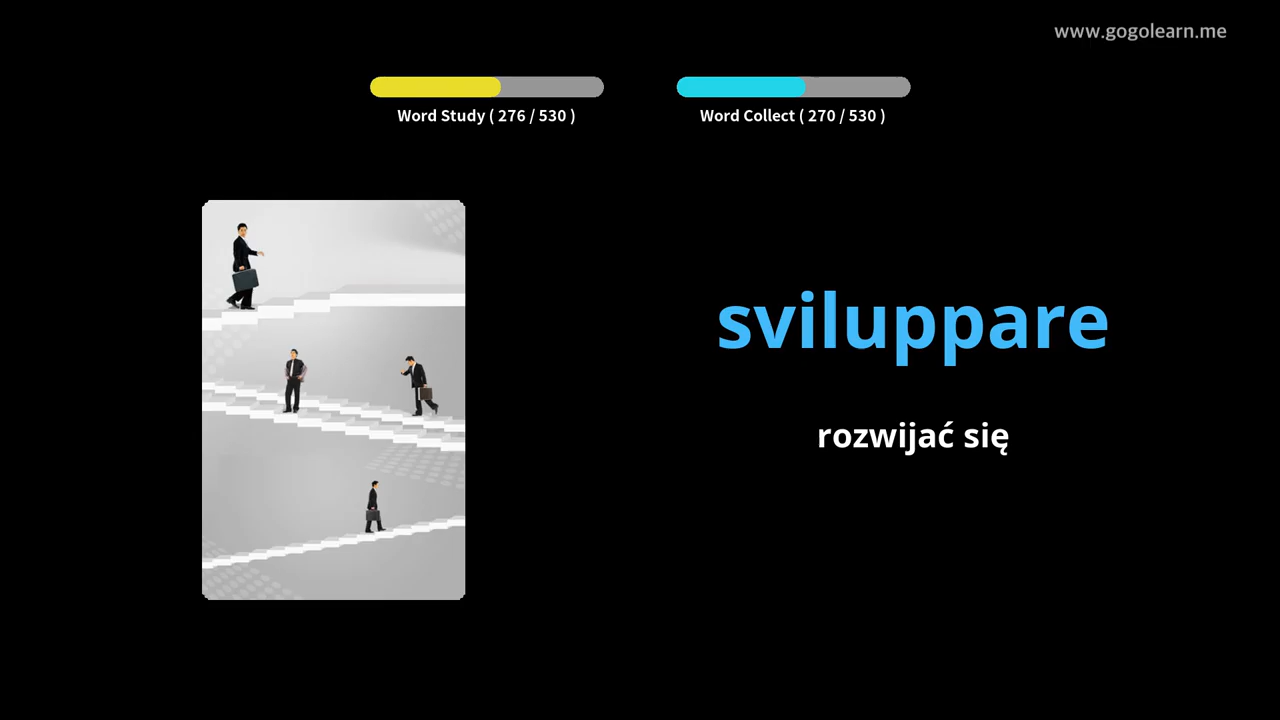 www.gogolearn.me
Word Study ( 276 / 530 )
Word Collect ( 270 / 530 )
sviluppare
rozwijać się